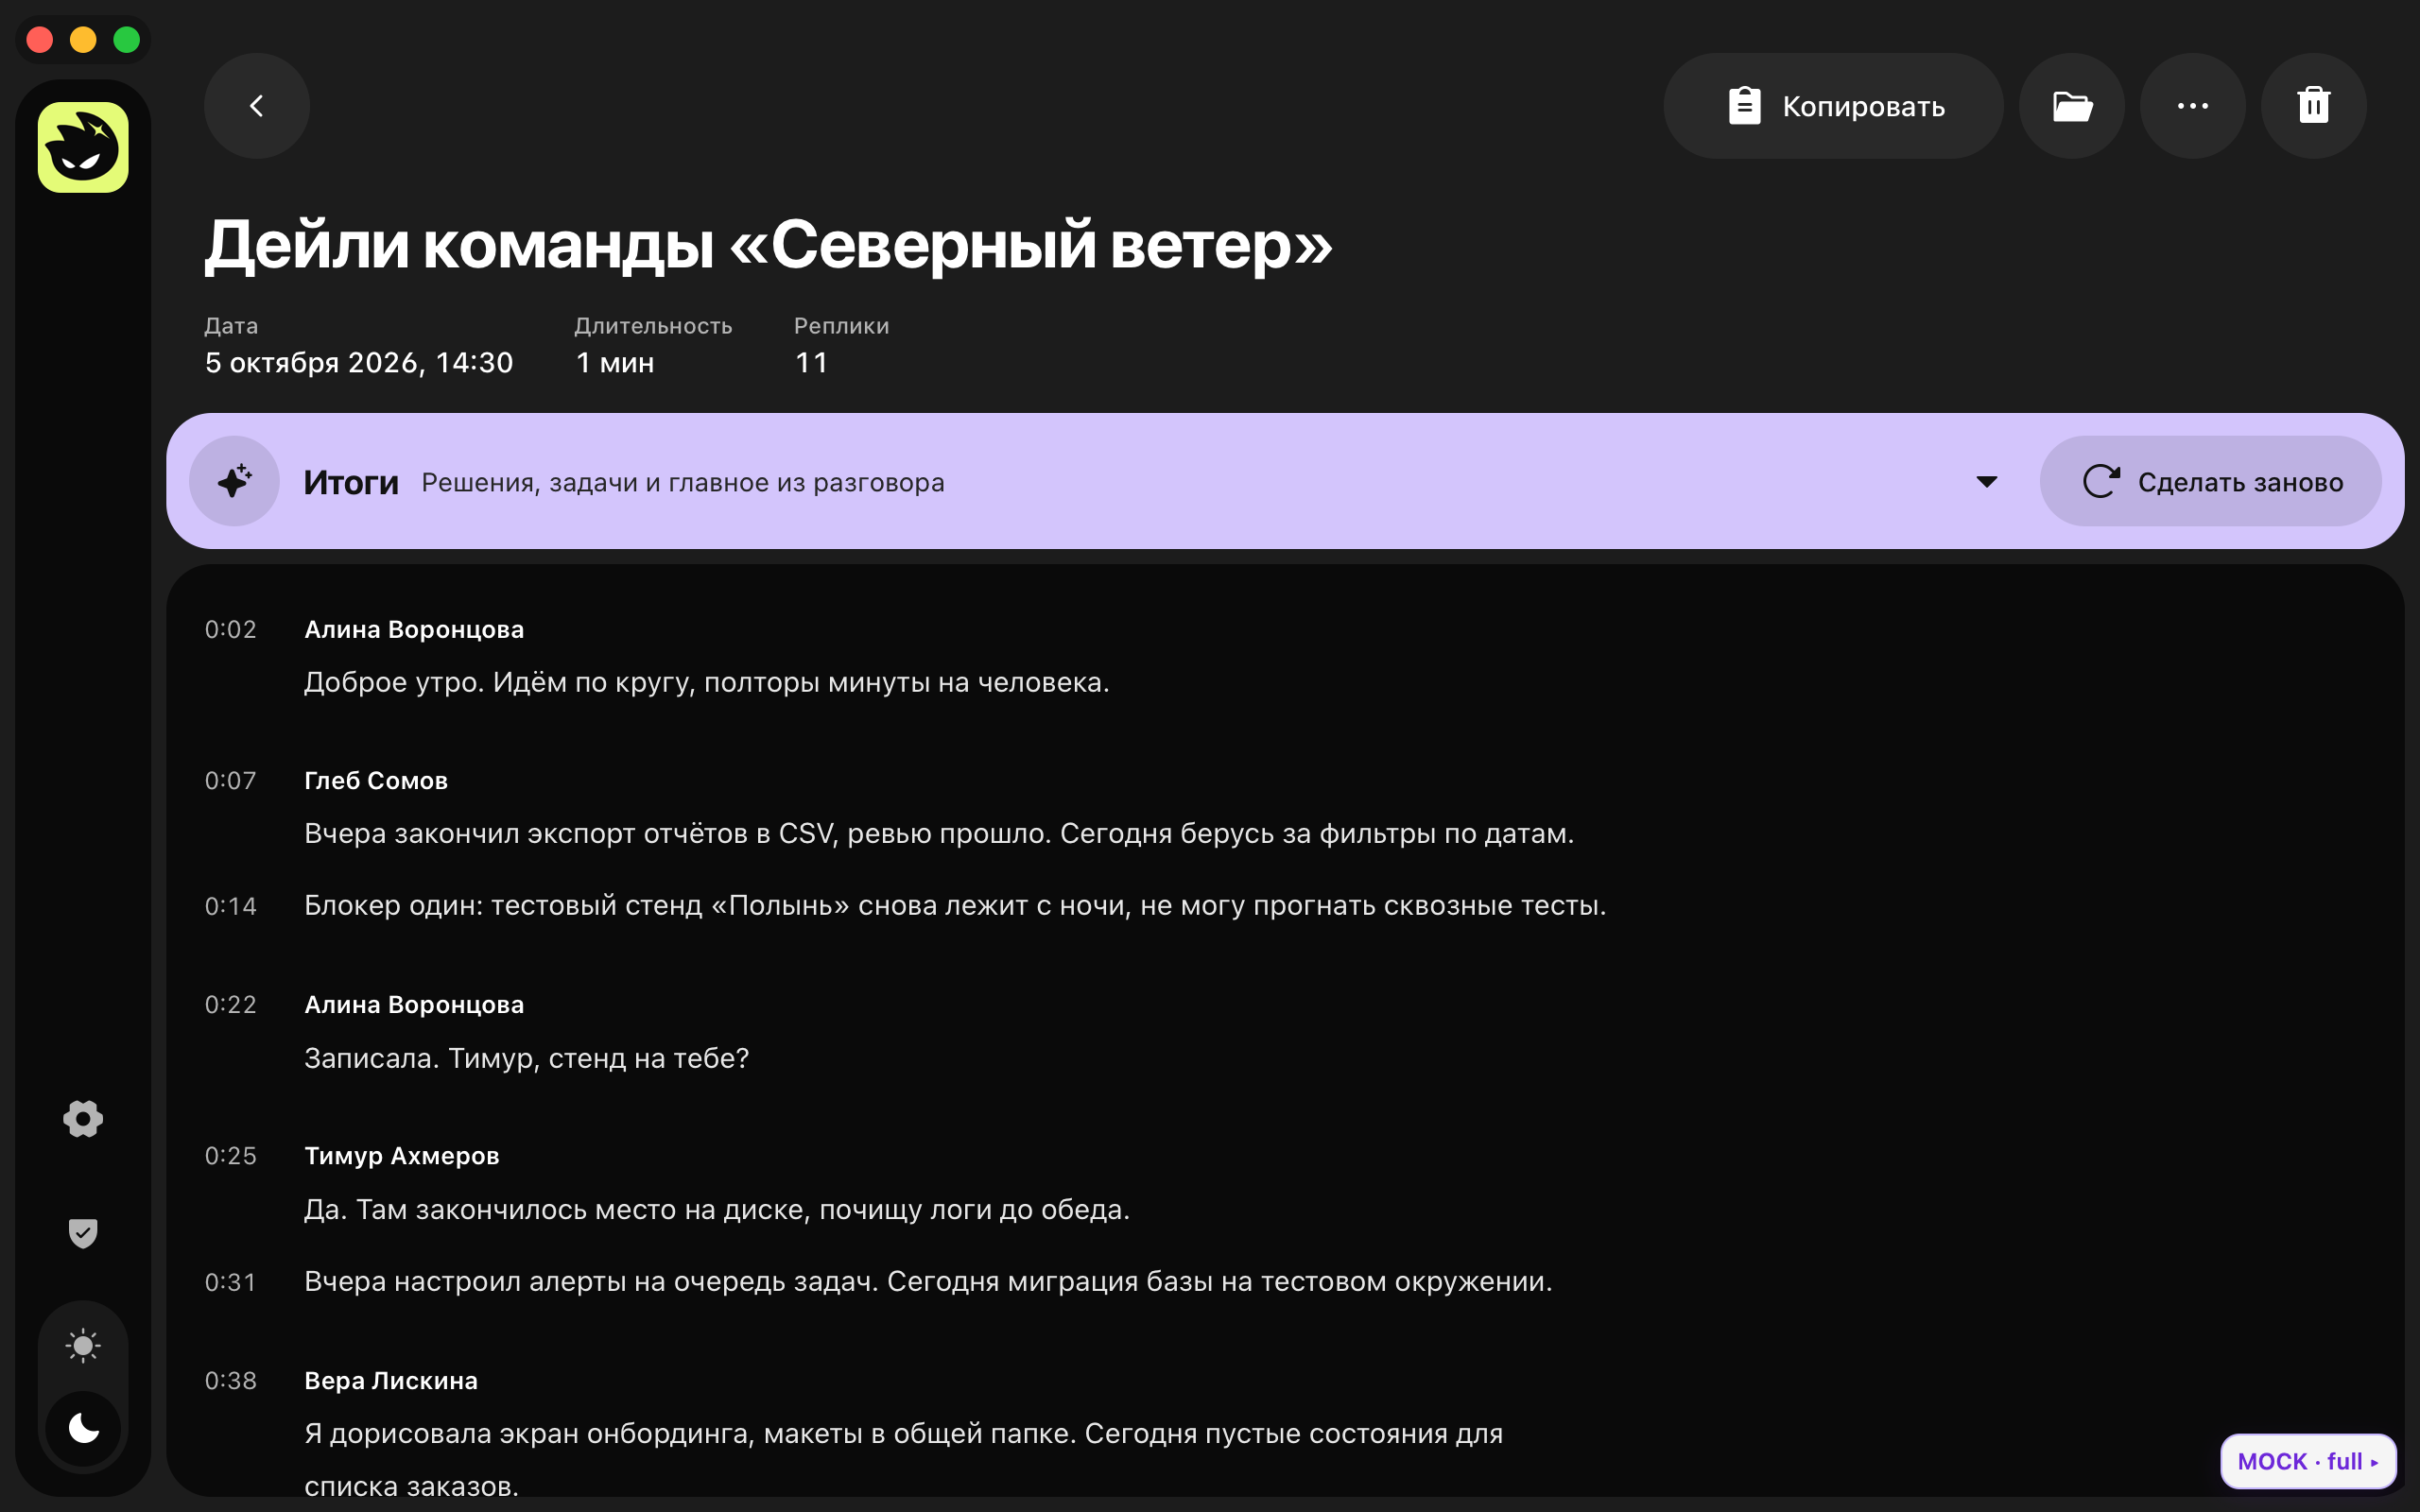 Копировать
Дейли команды «Северный ветер»
Дата
5 октября 2026, 14:30
Длительность
1 мин
Реплики
11
Итоги Решения, задачи и главное из разговора
Сделать заново
0:02 Алина Воронцова
Доброе утро. Идём по кругу, полторы минуты на человека.
0:07 Глеб Сомов
Вчера закончил экспорт отчётов в CSV, ревью прошло. Сегодня берусь за фильтры по датам.
0:14 Блокер один: тестовый стенд «Полынь» снова лежит с ночи, не могу прогнать сквозные тесты.
0:22 Алина Воронцова
Записала. Тимур, стенд на тебе?
0:25 Тимур Ахмеров
Да. Там закончилось место на диске, почищу логи до обеда.
0:31 Вчера настроил алерты на очередь задач. Сегодня миграция базы на тестовом окружении.
0:38 Вера Лискина
Я дорисовала экран онбординга, макеты в общей папке. Сегодня пустые состояния для
списка заказов.
MOCK · full ▸